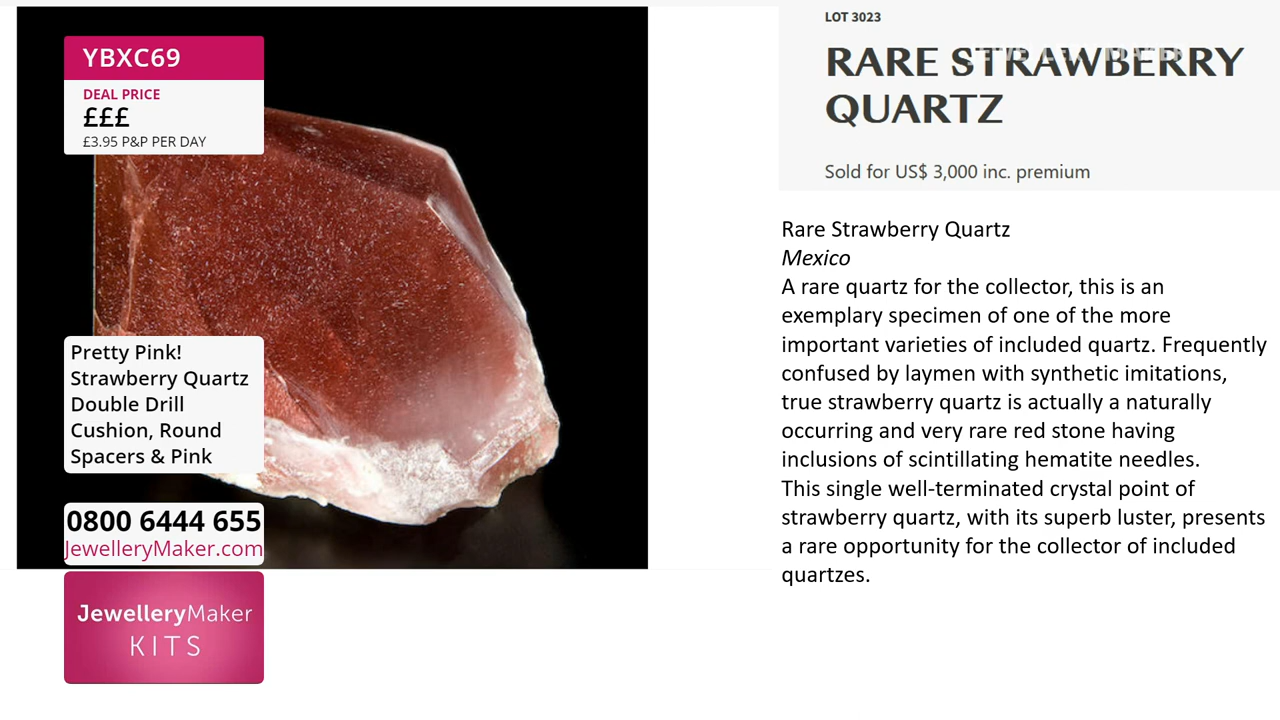 YBXC69
DEAL PRICE
£££
£3.95 P&P PER DAY
Pretty Pink!
Strawberry Quartz
Double Drill
Cushion, Round
Spacers & Pink
0800 6444 655
JewelleryMaker.com
JewelleryMaker
KITS
LOT 3023
RARE STRAWBERRY
QUARTZ
Sold for US$ 3,000 inc. premium
Rare Strawberry Quartz
Mexico
A rare quartz for the collector, this is an
exemplary specimen of one of the more
important varieties of included quartz. Frequently
confused by laymen with synthetic imitations,
true strawberry quartz is actually a naturally
occurring and very rare red stone having
inclusions of scintillating hematite needles.
This single well-terminated crystal point of
strawberry quartz, with its superb luster, presents
a rare opportunity for the collector of included
quartzes.